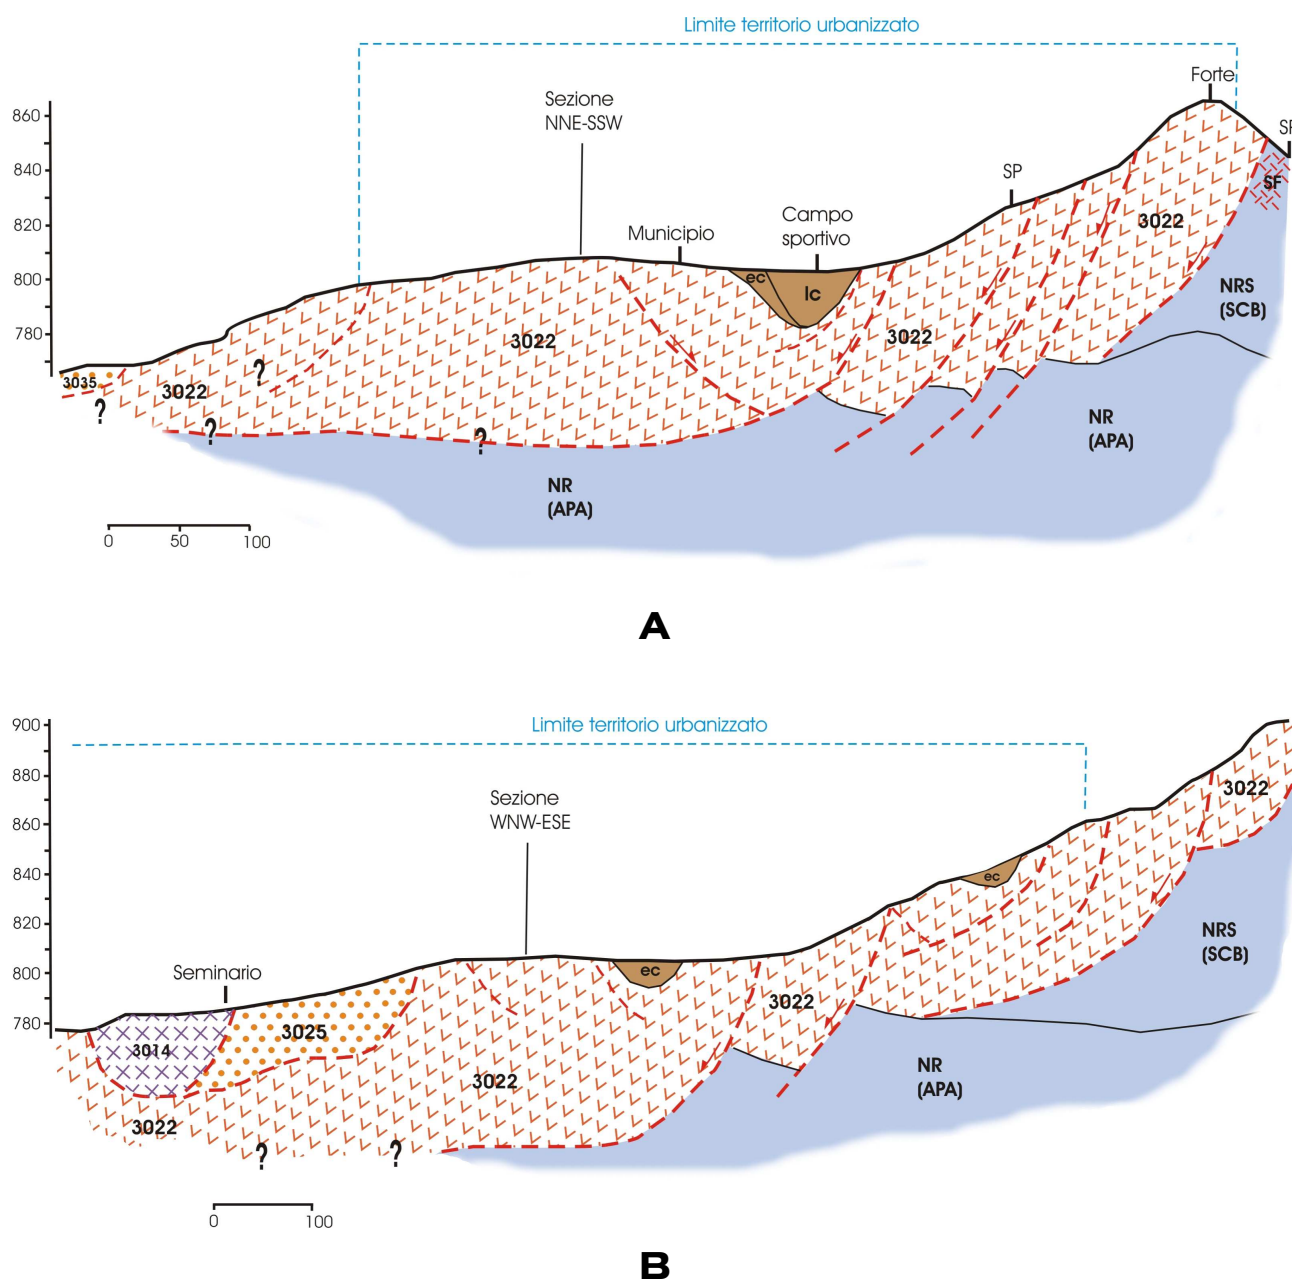 Limite territorio urbanizzato
Forte
860
Sezione
NNE-SSW
SF
840
SP
SF
820
Campo
sportivo
3022
Municipio
800
ec
lc
NRS
(SCB)
780
3022
3022
3035
3022
?
?
?
?
NR
(APA)
NR
(APA)
0 50 100
A
900
Limite territorio urbanizzato
880
3022
Sezione
WNW-ESE
860
840
ec
820
NRS
(SCB)
800
Seminario
ec
3022
780
3025
3014
3022
NR
(APA)
3022
?
?
0 100
B